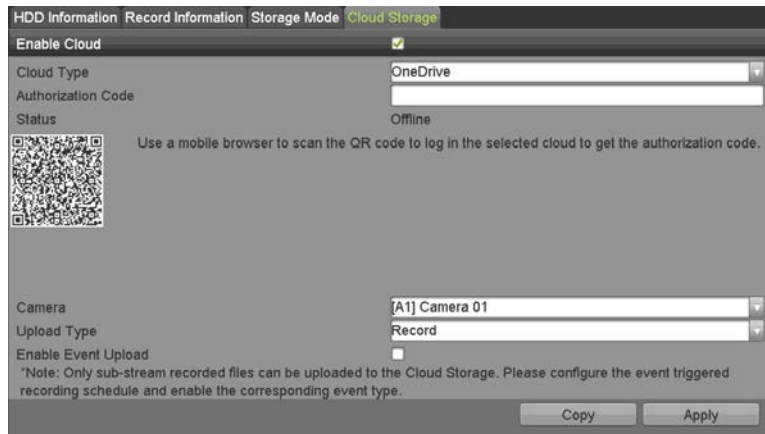 HDD Information Record Information Storage Mode Cloud Storage
Enable Cloud
Cloud Type OneDrive
Authorization Code
Status Offline
Use a mobile browser to scan the QR code to log in the selected cloud to get the authorization code.
Camera [A1] Camera 01
Upload Type Record
Enable Event Upload
*Note: Only sub-stream recorded files can be uploaded to the Cloud Storage. Please configure the event triggered
recording schedule and enable the corresponding event type.
Copy Apply